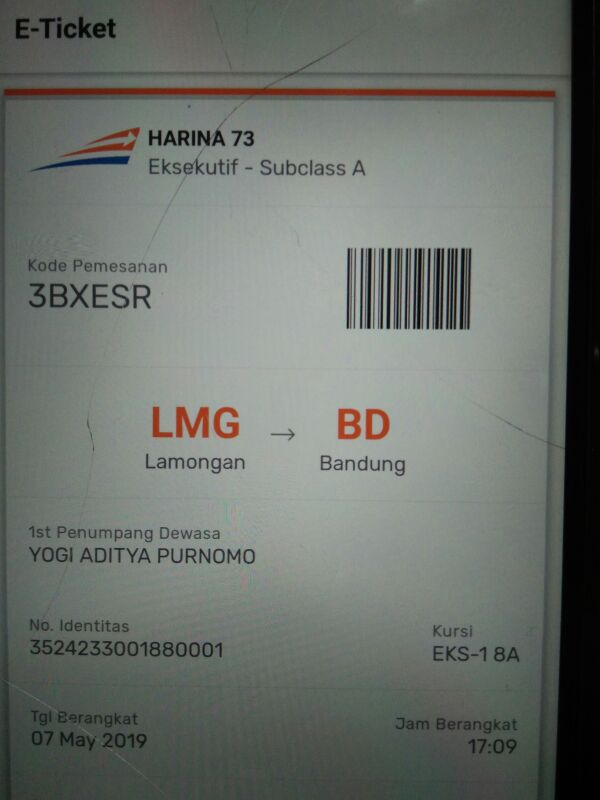 E-Ticket
HARINA 73
Eksekutif - Subclass A
Kode Pemesanan
3BXESR
LMG → BD
Lamongan Bandung
1st Penumpang Dewasa
YOGI ADITYA PURNOMO
No. Identitas
3524233001880001
Kursi
EKS-1 8A
Tgl Berangkat
07 May 2019
Jam Berangkat
17:09